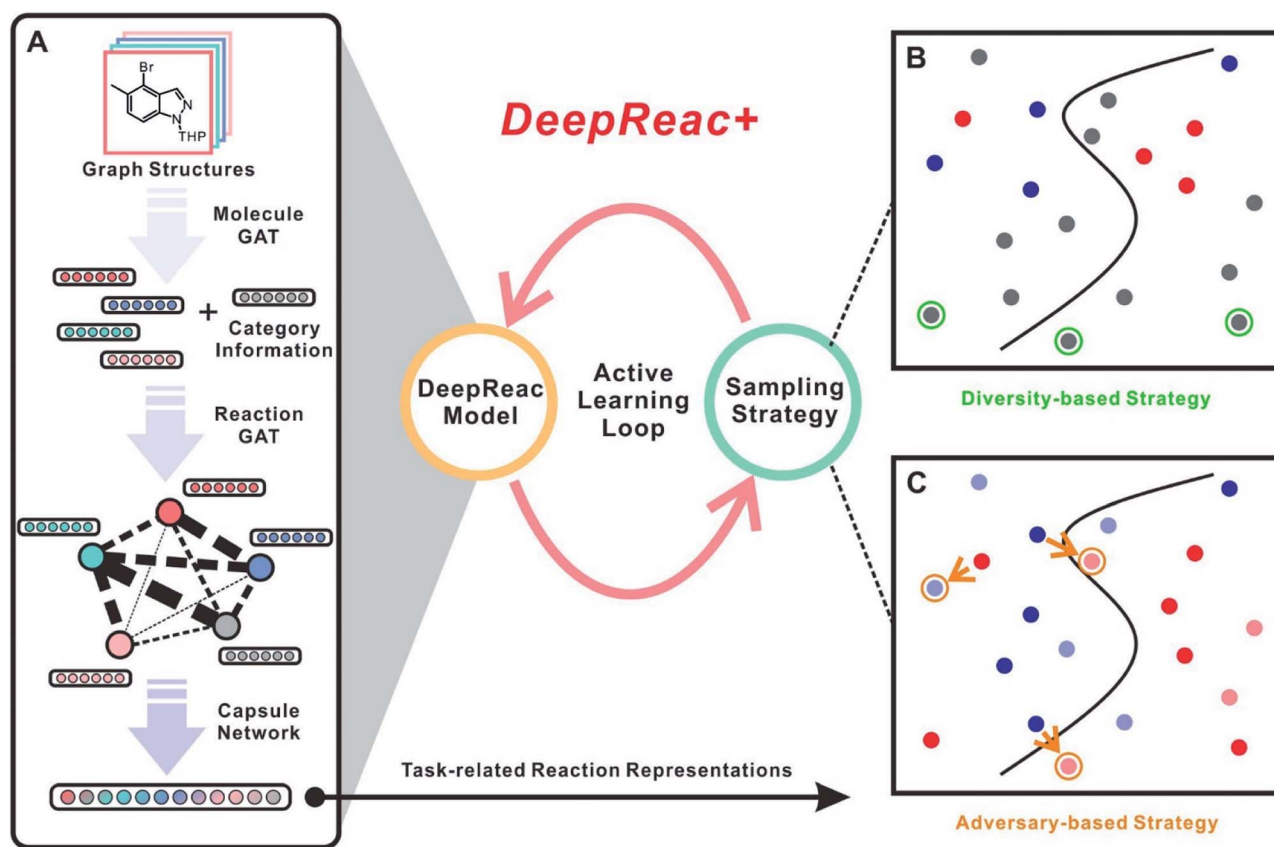 A
Br
N
N
THP
Graph Structures
Molecule
GAT
+
Category
Information
Reaction
GAT
Capsule
Network
DeepReac+
DeepReac
Model
Active
Learning
Loop
Sampling
Strategy
Task-related Reaction Representations
B
Diversity-based Strategy
C
Adversary-based Strategy